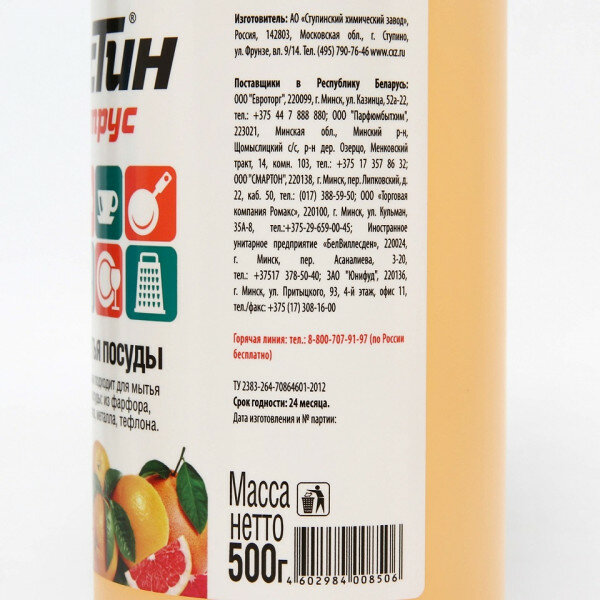 стин®
трус
ья посуды
подходит для мытья
из фарфора,
металла, тефлона.
Изготовитель: АО «Ступинский химический завод»,
Россия, 142803, Московская обл., г. Ступино,
ул. Фрунзе, вл. 9/14. Тел. (495) 790-76-46 www.cxz.ru
Поставщики в Республику Беларусь:
ООО "Евроторг", 220099, г. Минск, ул. Казинца, 52а-22,
тел.: +375 44 7 888 880; ООО "Парфюмбытхим",
223021, Минская обл., Минский р-н,
Щомыслицкий с/с, р-н дер. Озерцо, Менковский
тракт, 14, комн. 103, тел.: +375 17 357 86 32;
ООО "СМАРТОН", 220138, г. Минск, пер. Липковский, д.
22, каб. 50, тел.: (017) 388-59-50; ООО «Торговая
компания Ромакс», 220100, г. Минск, ул. Кульман,
35А-8, тел.:+375-29-659-00-45; Иностранное
унитарное предприятие «БелВиллесден», 220024,
г. Минск, пер. Асаналиева, 3-20,
тел.: +37517 378-50-40; ЗАО "Юнифуд", 220136,
г. Минск, ул. Притыцкого, 93, 4-й этаж, офис 11,
тел./факс: +375 (17) 308-16-00
Горячая линия: тел.: 8-800-707-91-97 (по России
бесплатно)
ТУ 2383-264-70864601-2012
Срок годности: 24 месяца.
Дата изготовления и № партии:
Масса
нетто
500г
4 602984 008506